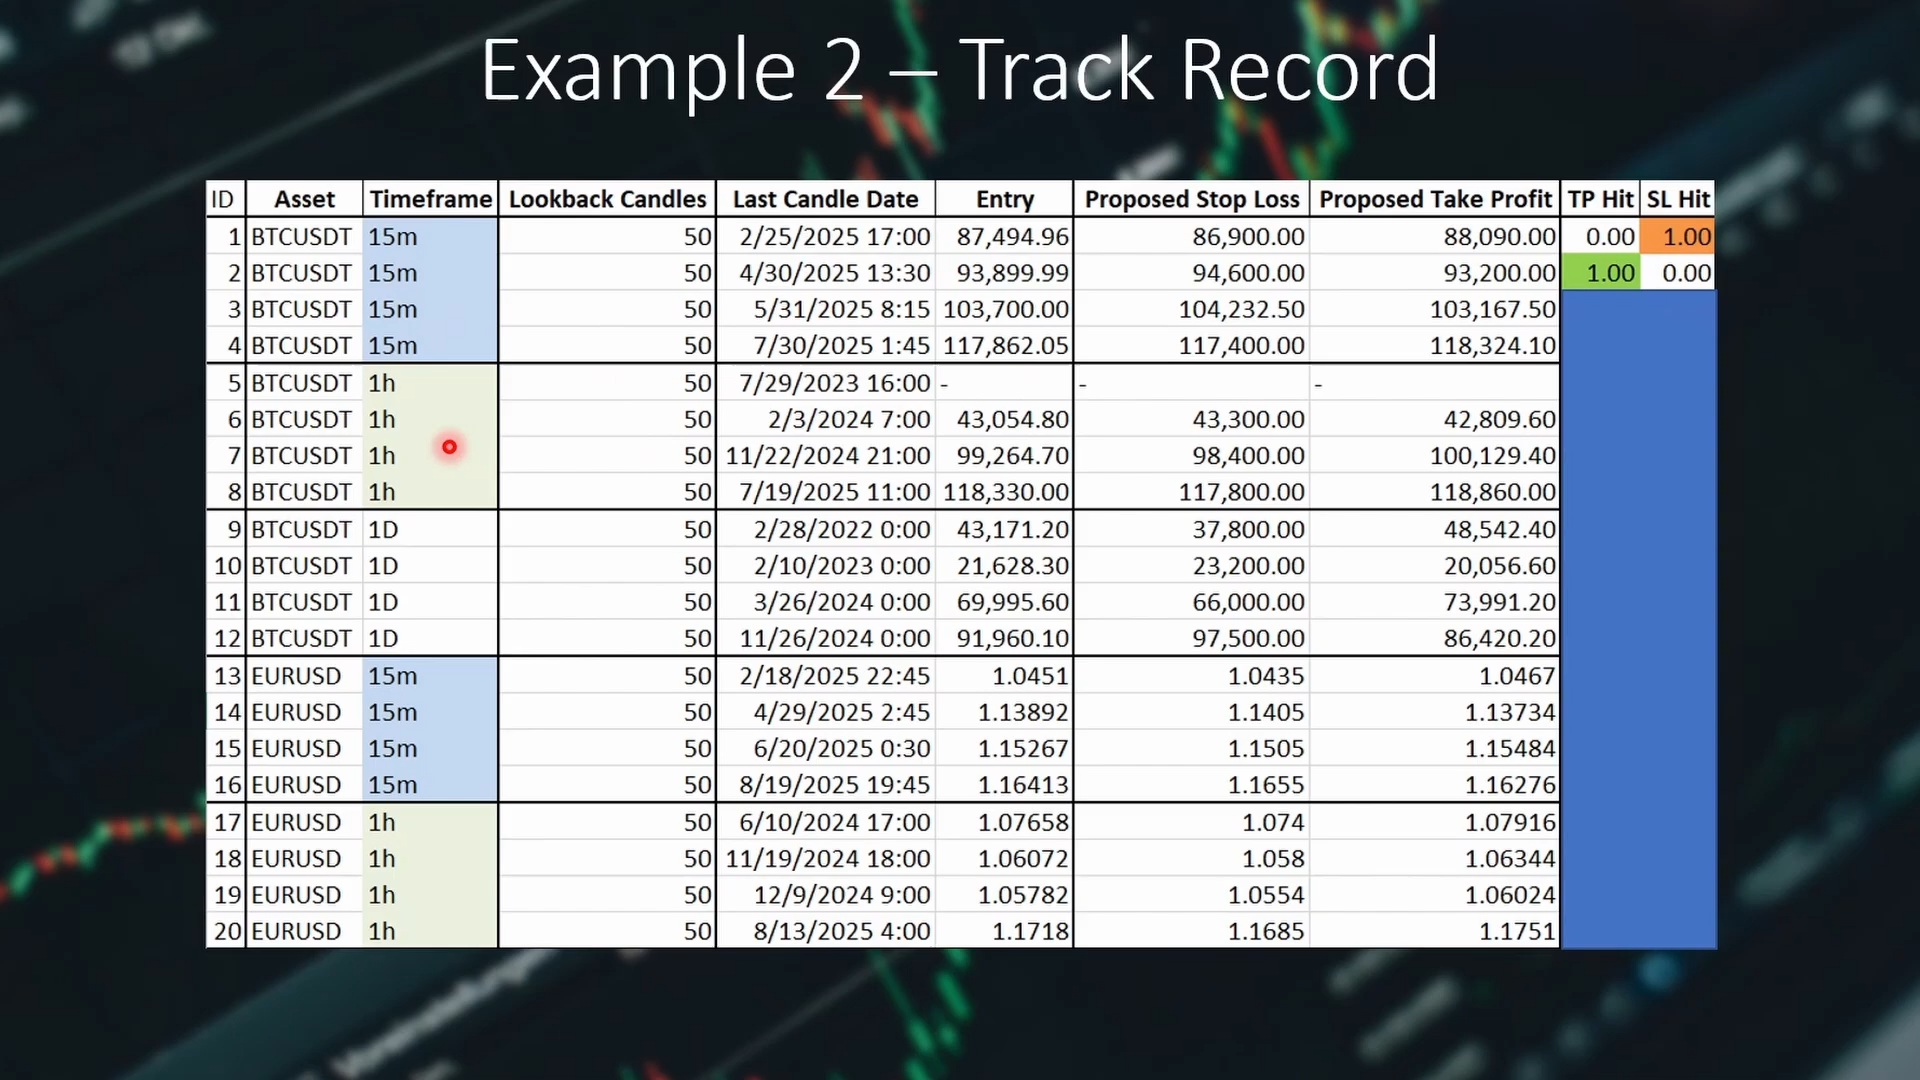 Example 2 – Track Record
ID Asset Timeframe Lookback Candles Last Candle Date Entry Proposed Stop Loss Proposed Take Profit TP Hit SL Hit
1 BTCUSDT 15m 50 2/25/2025 17:00 87,494.96 86,900.00 88,090.00 0.00 1.00
2 BTCUSDT 15m 50 4/30/2025 13:30 93,899.99 94,600.00 93,200.00 1.00 0.00
3 BTCUSDT 15m 50 5/31/2025 8:15 103,700.00 104,232.50 103,167.50
4 BTCUSDT 15m 50 7/30/2025 1:45 117,862.05 117,400.00 118,324.10
5 BTCUSDT 1h 50 7/29/2023 16:00 - - -
6 BTCUSDT 1h 50 2/3/2024 7:00 43,054.80 43,300.00 42,809.60
7 BTCUSDT 1h 50 11/22/2024 21:00 99,264.70 98,400.00 100,129.40
8 BTCUSDT 1h 50 7/19/2025 11:00 118,330.00 117,800.00 118,860.00
9 BTCUSDT 1D 50 2/28/2022 0:00 43,171.20 37,800.00 48,542.40
10 BTCUSDT 1D 50 2/10/2023 0:00 21,628.30 23,200.00 20,056.60
11 BTCUSDT 1D 50 3/26/2024 0:00 69,995.60 66,000.00 73,991.20
12 BTCUSDT 1D 50 11/26/2024 0:00 91,960.10 97,500.00 86,420.20
13 EURUSD 15m 50 2/18/2025 22:45 1.0451 1.0435 1.0467
14 EURUSD 15m 50 4/29/2025 2:45 1.13892 1.1405 1.13734
15 EURUSD 15m 50 6/20/2025 0:30 1.15267 1.1505 1.15484
16 EURUSD 15m 50 8/19/2025 19:45 1.16413 1.1655 1.16276
17 EURUSD 1h 50 6/10/2024 17:00 1.07658 1.074 1.07916
18 EURUSD 1h 50 11/19/2024 18:00 1.06072 1.058 1.06344
19 EURUSD 1h 50 12/9/2024 9:00 1.05782 1.0554 1.06024
20 EURUSD 1h 50 8/13/2025 4:00 1.1718 1.1685 1.1751